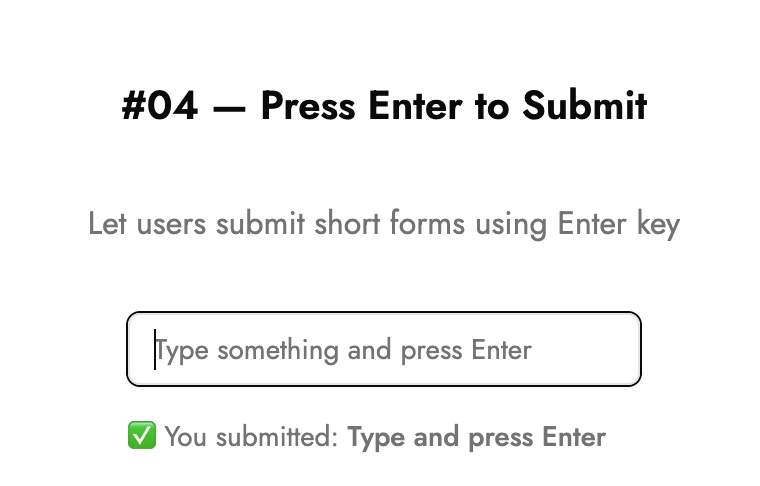 #04 — Press Enter to Submit
Let users submit short forms using Enter key
Type something and press Enter
✅ You submitted: Type and press Enter